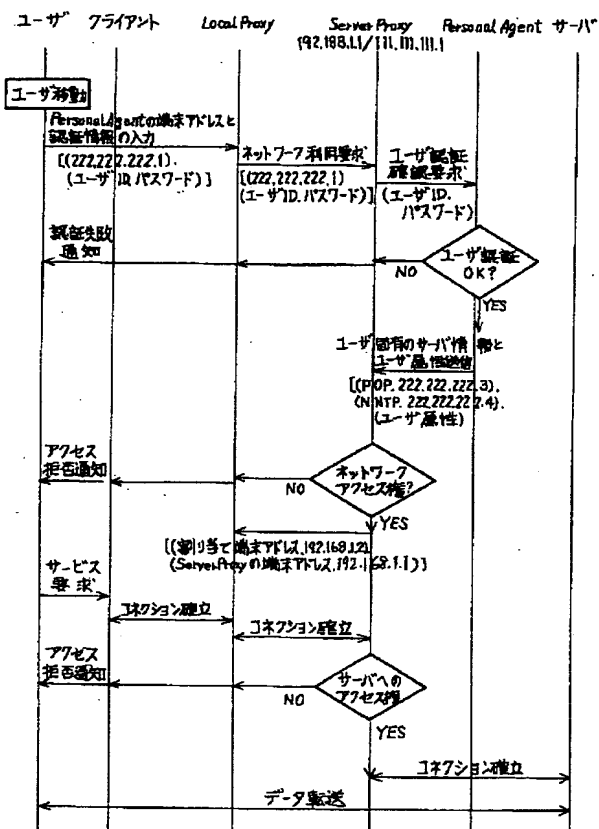 ユーザ クライアント Local Proxy Server Proxy Personal Agent サーバ
192.168.1.1/111.111.111.1
ユーザ移動
Personal Agentの端末アドレスと
認証情報の入力
[(222.222.222.1).
(ユーザID.パスワード)]
ネットワーク利用要求
[(222.222.222.1)
(ユーザID.パスワード)]
ユーザ認証
確認要求
(ユーザID.
パスワード)
認証失敗
通知
ユーザ認証
OK?
NO
YES
ユーザ固有のサーバ情報と
ユーザ属性送信
[(POP.222.222.222.3).
(NNTP.222.222.222.4).
(ユーザ属性)
アクセス
拒否通知
ネットワーク
アクセス権?
NO
YES
[(割り当て端末アドレス.192.168.1.2)
(Server Proxyの端末アドレス.192.168.1.1)]
サービス
要求
コネクション確立
コネクション確立
アクセス
拒否通知
サーバへの
アクセス権
NO
YES
コネクション確立
データ転送